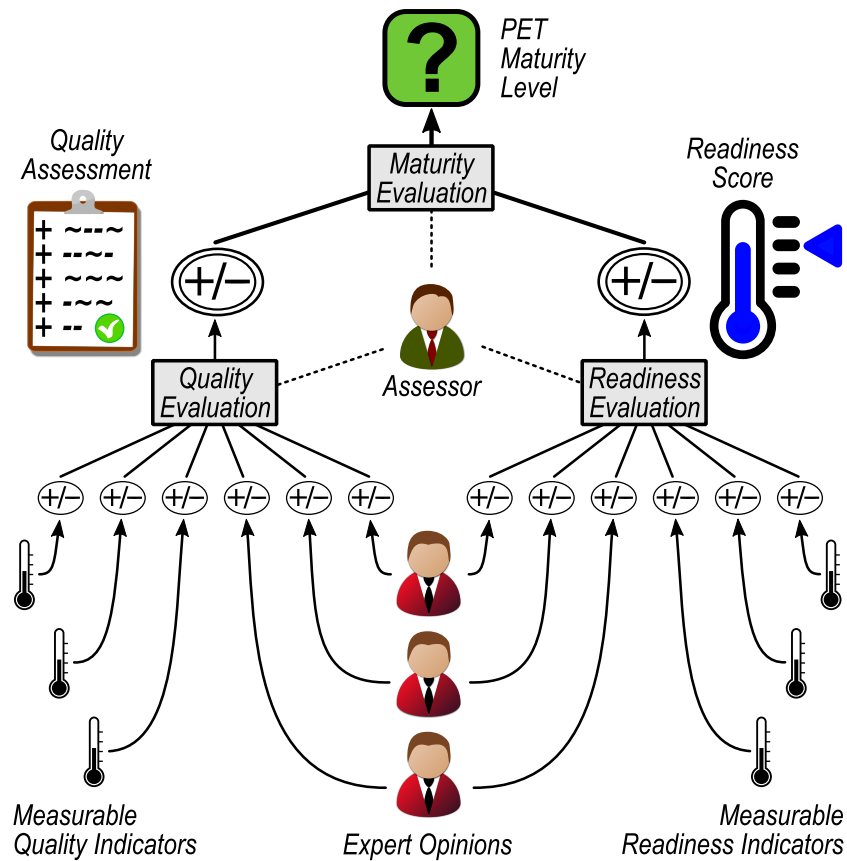 ?
PET
Maturity
Level
Quality
Assessment
Maturity
Evaluation
Readiness
Score
+ ~--~
+ --~-
+ ~~~
+ -~~
+ --
+/−
+/−
Assessor
Quality
Evaluation
Readiness
Evaluation
+/−
+/−
+/−
+/−
+/−
+/−
+/−
+/−
+/−
+/−
+/−
+/−
Measurable
Quality Indicators
Expert Opinions
Measurable
Readiness Indicators